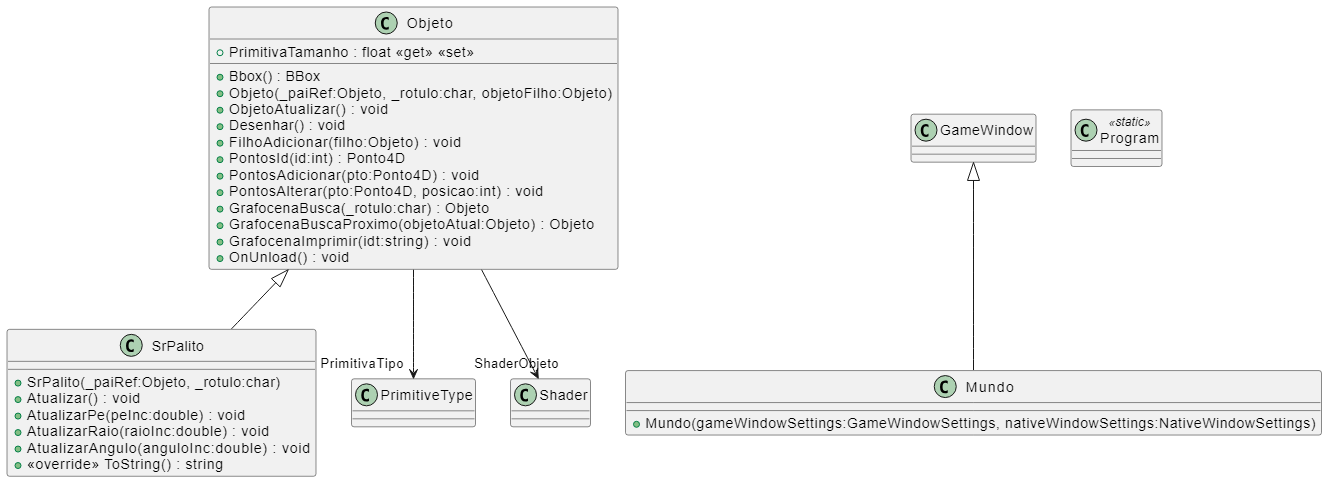 C Objeto
PrimitivaTamanho : float «get» «set»
Bbox() : BBox
Objeto(_paiRef:Objeto, _rotulo:char, objetoFilho:Objeto)
ObjetoAtualizar() : void
Desenhar() : void
FilhoAdicionar(filho:Objeto) : void
PontosId(id:int) : Ponto4D
PontosAdicionar(pto:Ponto4D) : void
PontosAlterar(pto:Ponto4D, posicao:int) : void
GrafocenaBusca(_rotulo:char) : Objeto
GrafocenaBuscaProximo(objetoAtual:Objeto) : Objeto
GrafocenaImprimir(idt:string) : void
OnUnload() : void
C GameWindow
«static»
C Program
C SrPalito
SrPalito(_paiRef:Objeto, _rotulo:char)
Atualizar() : void
AtualizarPe(peInc:double) : void
AtualizarRaio(raioInc:double) : void
AtualizarAngulo(anguloInc:double) : void
«override» ToString() : string
PrimitivaTipo
C PrimitiveType
ShaderObjeto
C Shader
C Mundo
Mundo(gameWindowSettings:GameWindowSettings, nativeWindowSettings:NativeWindowSettings)